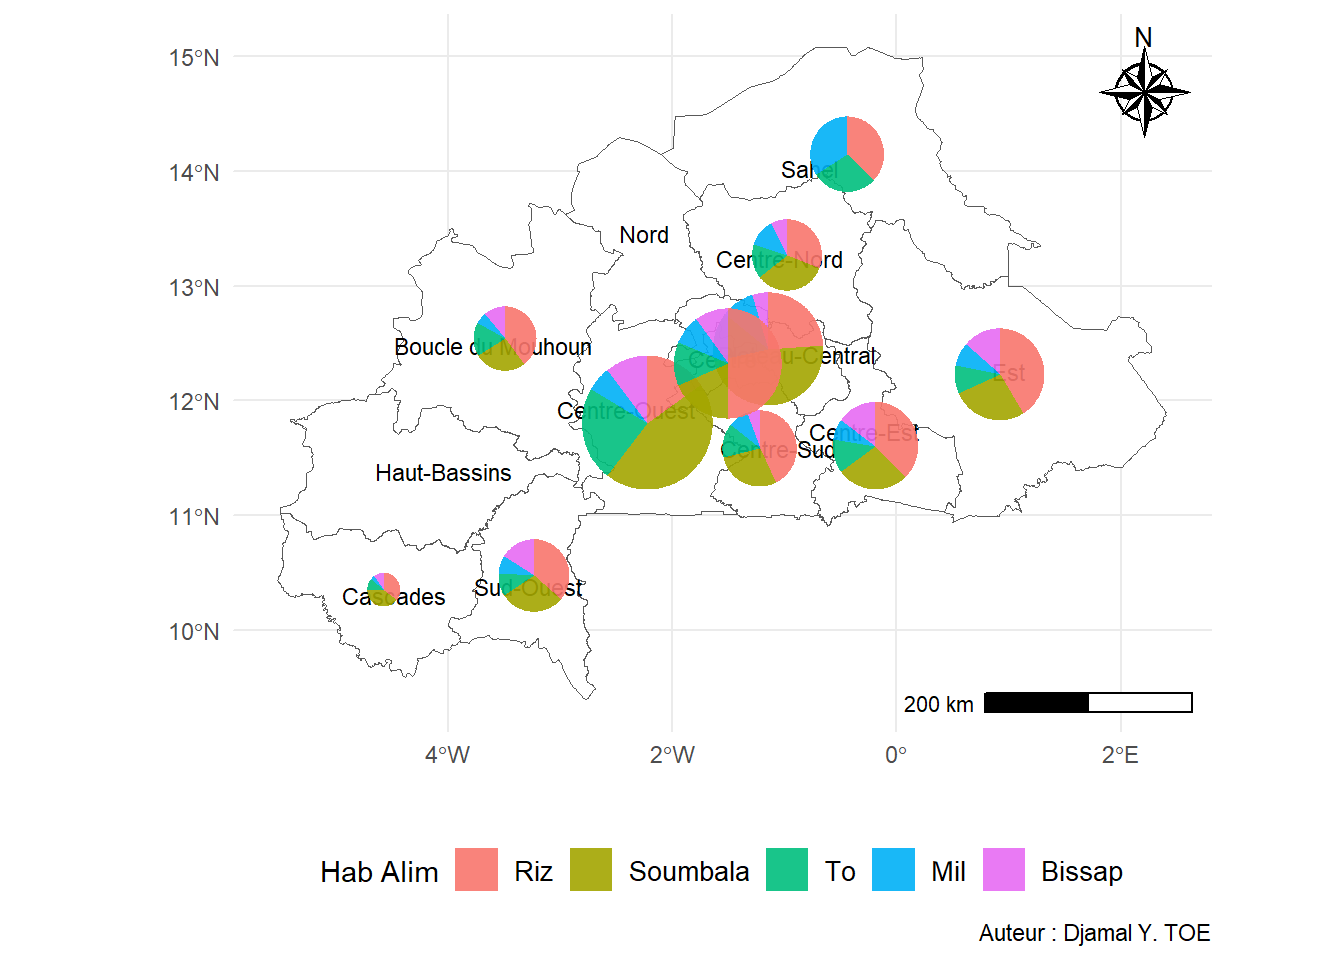 N
15°N
14°N
13°N
12°N
11°N
10°N
Sahel
Nord
Centre-Nord
Boucle du Mouhoun
u-Central
Ce
Est
Centre-Ouest
Centre-Est
Centre-Sud
Haut-Bassins
Sud-Ouest
Cascades
200 km
4°W 2°W 0° 2°E
Hab Alim Riz Soumbala To Mil Bissap
Auteur : Djamal Y. TOE